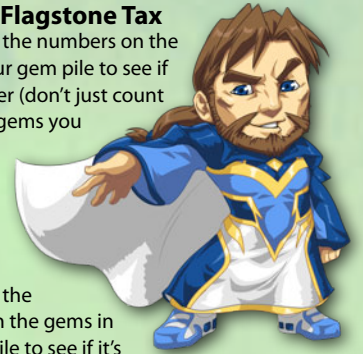 Flagstone Tax
the numbers on the
ur gem pile to see if
er (don't just count
gems you
the
n the gems in
pile to see if it's